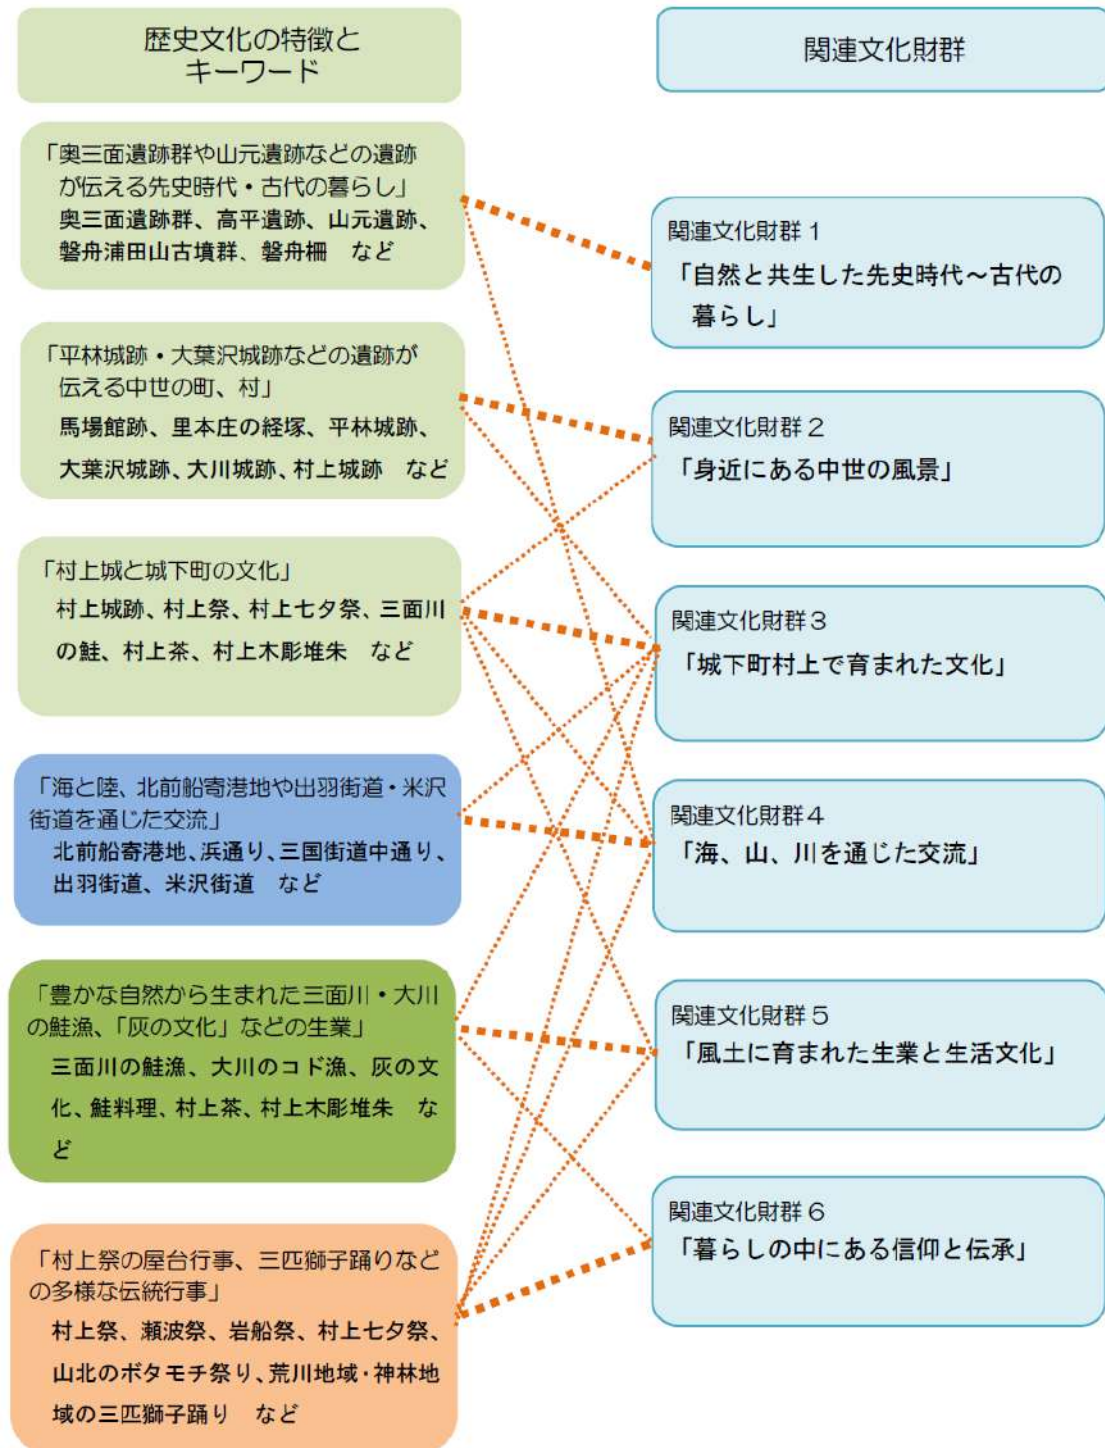 歴史文化の特徴と
キーワード
「奥三面遺跡群や山元遺跡などの遺跡
が伝える先史時代・古代の暮らし」
奥三面遺跡群、高平遺跡、山元遺跡、
磐舟浦田山古墳群、磐舟柵　など
「平林城跡・大葉沢城跡などの遺跡が
伝える中世の町、村」
馬場館跡、里本庄の経塚、平林城跡、
大葉沢城跡、大川城跡、村上城跡　など
「村上城と城下町の文化」
村上城跡、村上祭、村上七夕祭、三面川
の鮭、村上茶、村上木彫堆朱　など
「海と陸、北前船寄港地や出羽街道・米沢
街道を通じた交流」
北前船寄港地、浜通り、三国街道中通り、
出羽街道、米沢街道　など
「豊かな自然から生まれた三面川・大川
の鮭漁、「灰の文化」などの生業」
三面川の鮭漁、大川のコド漁、灰の文
化、鮭料理、村上茶、村上木彫堆朱　な
ど
「村上祭の屋台行事、三匹獅子踊りなど
の多様な伝統行事」
村上祭、瀬波祭、岩船祭、村上七夕祭、
山北のボタモチ祭り、荒川地域・神林地
域の三匹獅子踊り　など
関連文化財群
関連文化財群１
「自然と共生した先史時代～古代の
暮らし」
関連文化財群２
「身近にある中世の風景」
関連文化財群３
「城下町村上で育まれた文化」
関連文化財群４
「海、山、川を通じた交流」
関連文化財群５
「風土に育まれた生業と生活文化」
関連文化財群６
「暮らしの中にある信仰と伝承」